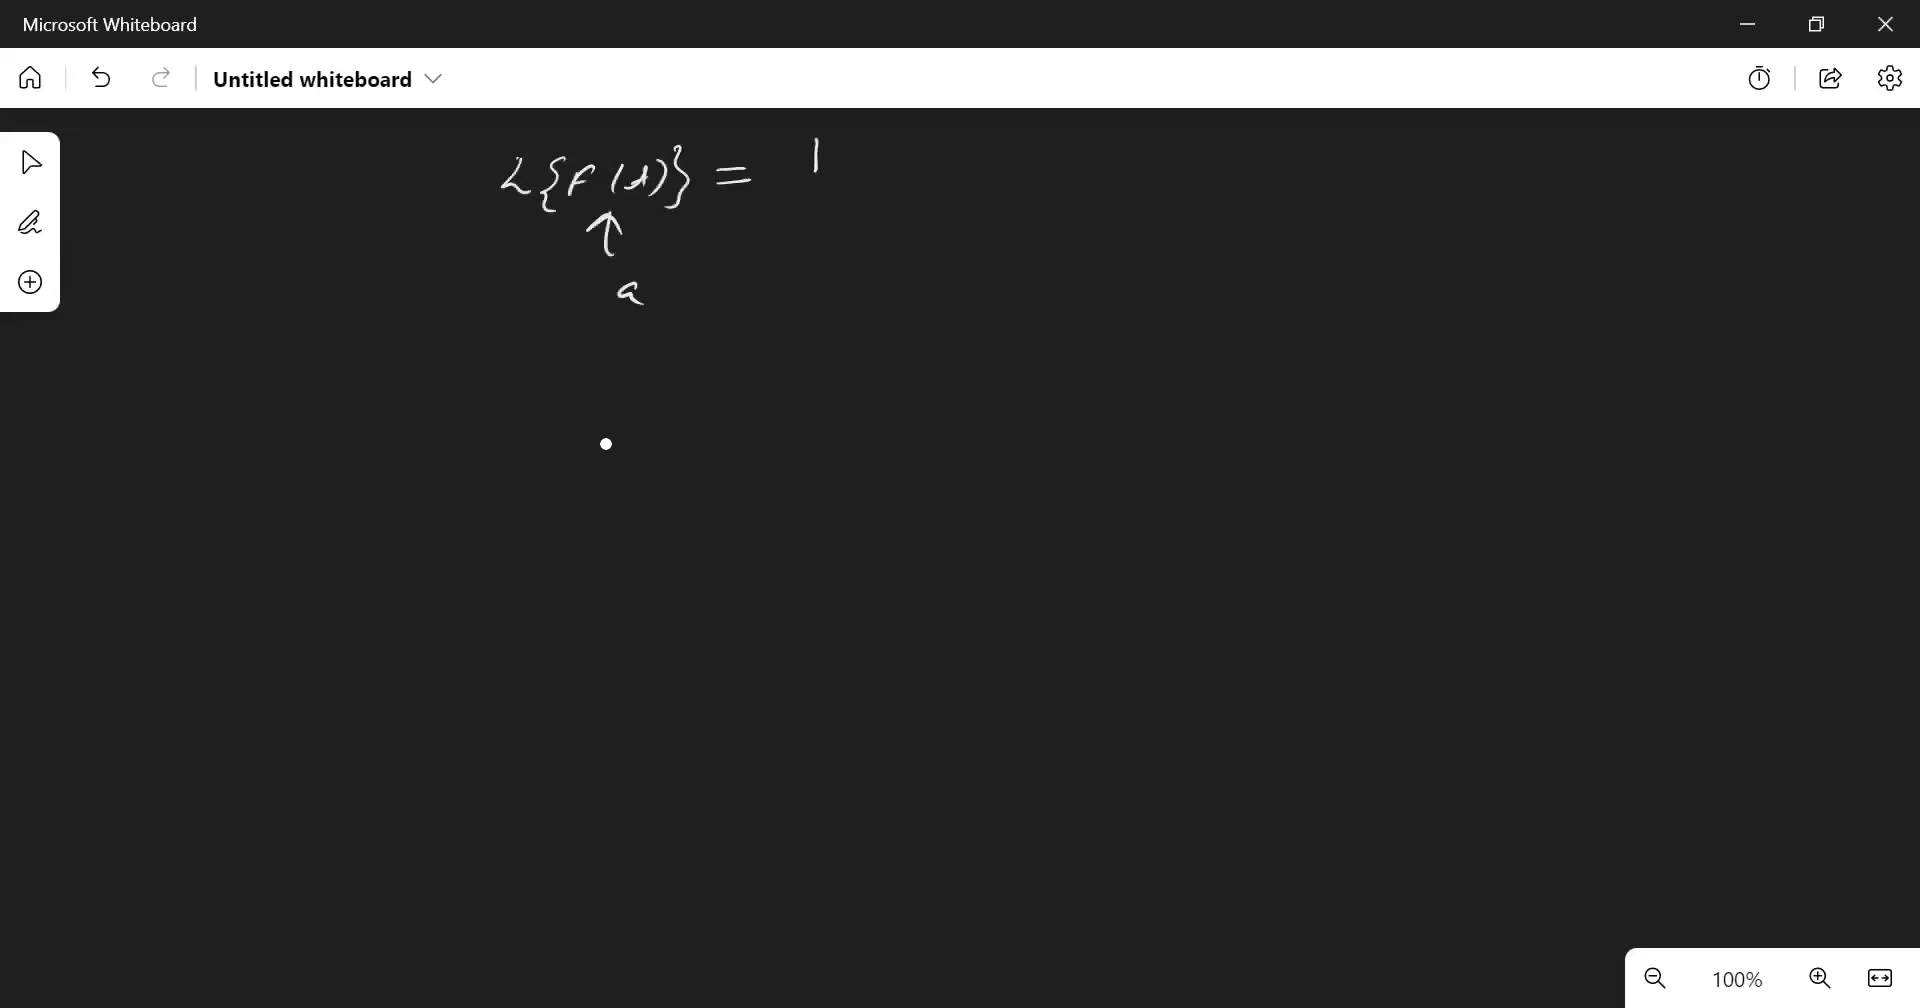 Microsoft Whiteboard
Untitled whiteboard
L{F(t)} = 1
↑
a
100%